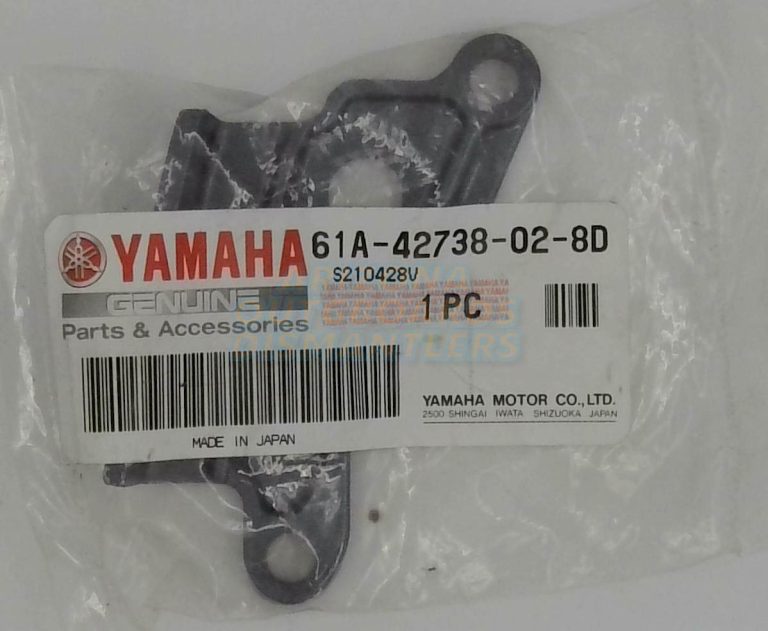 YAMAHA 61A-42738-02-8D
S210428V
GENUINE
Parts & Accessories
1 PC
YAMAHA MOTOR CO.,LTD.
2500 SHINGAI IWATA SHIZUOKA JAPAN
MADE IN JAPAN